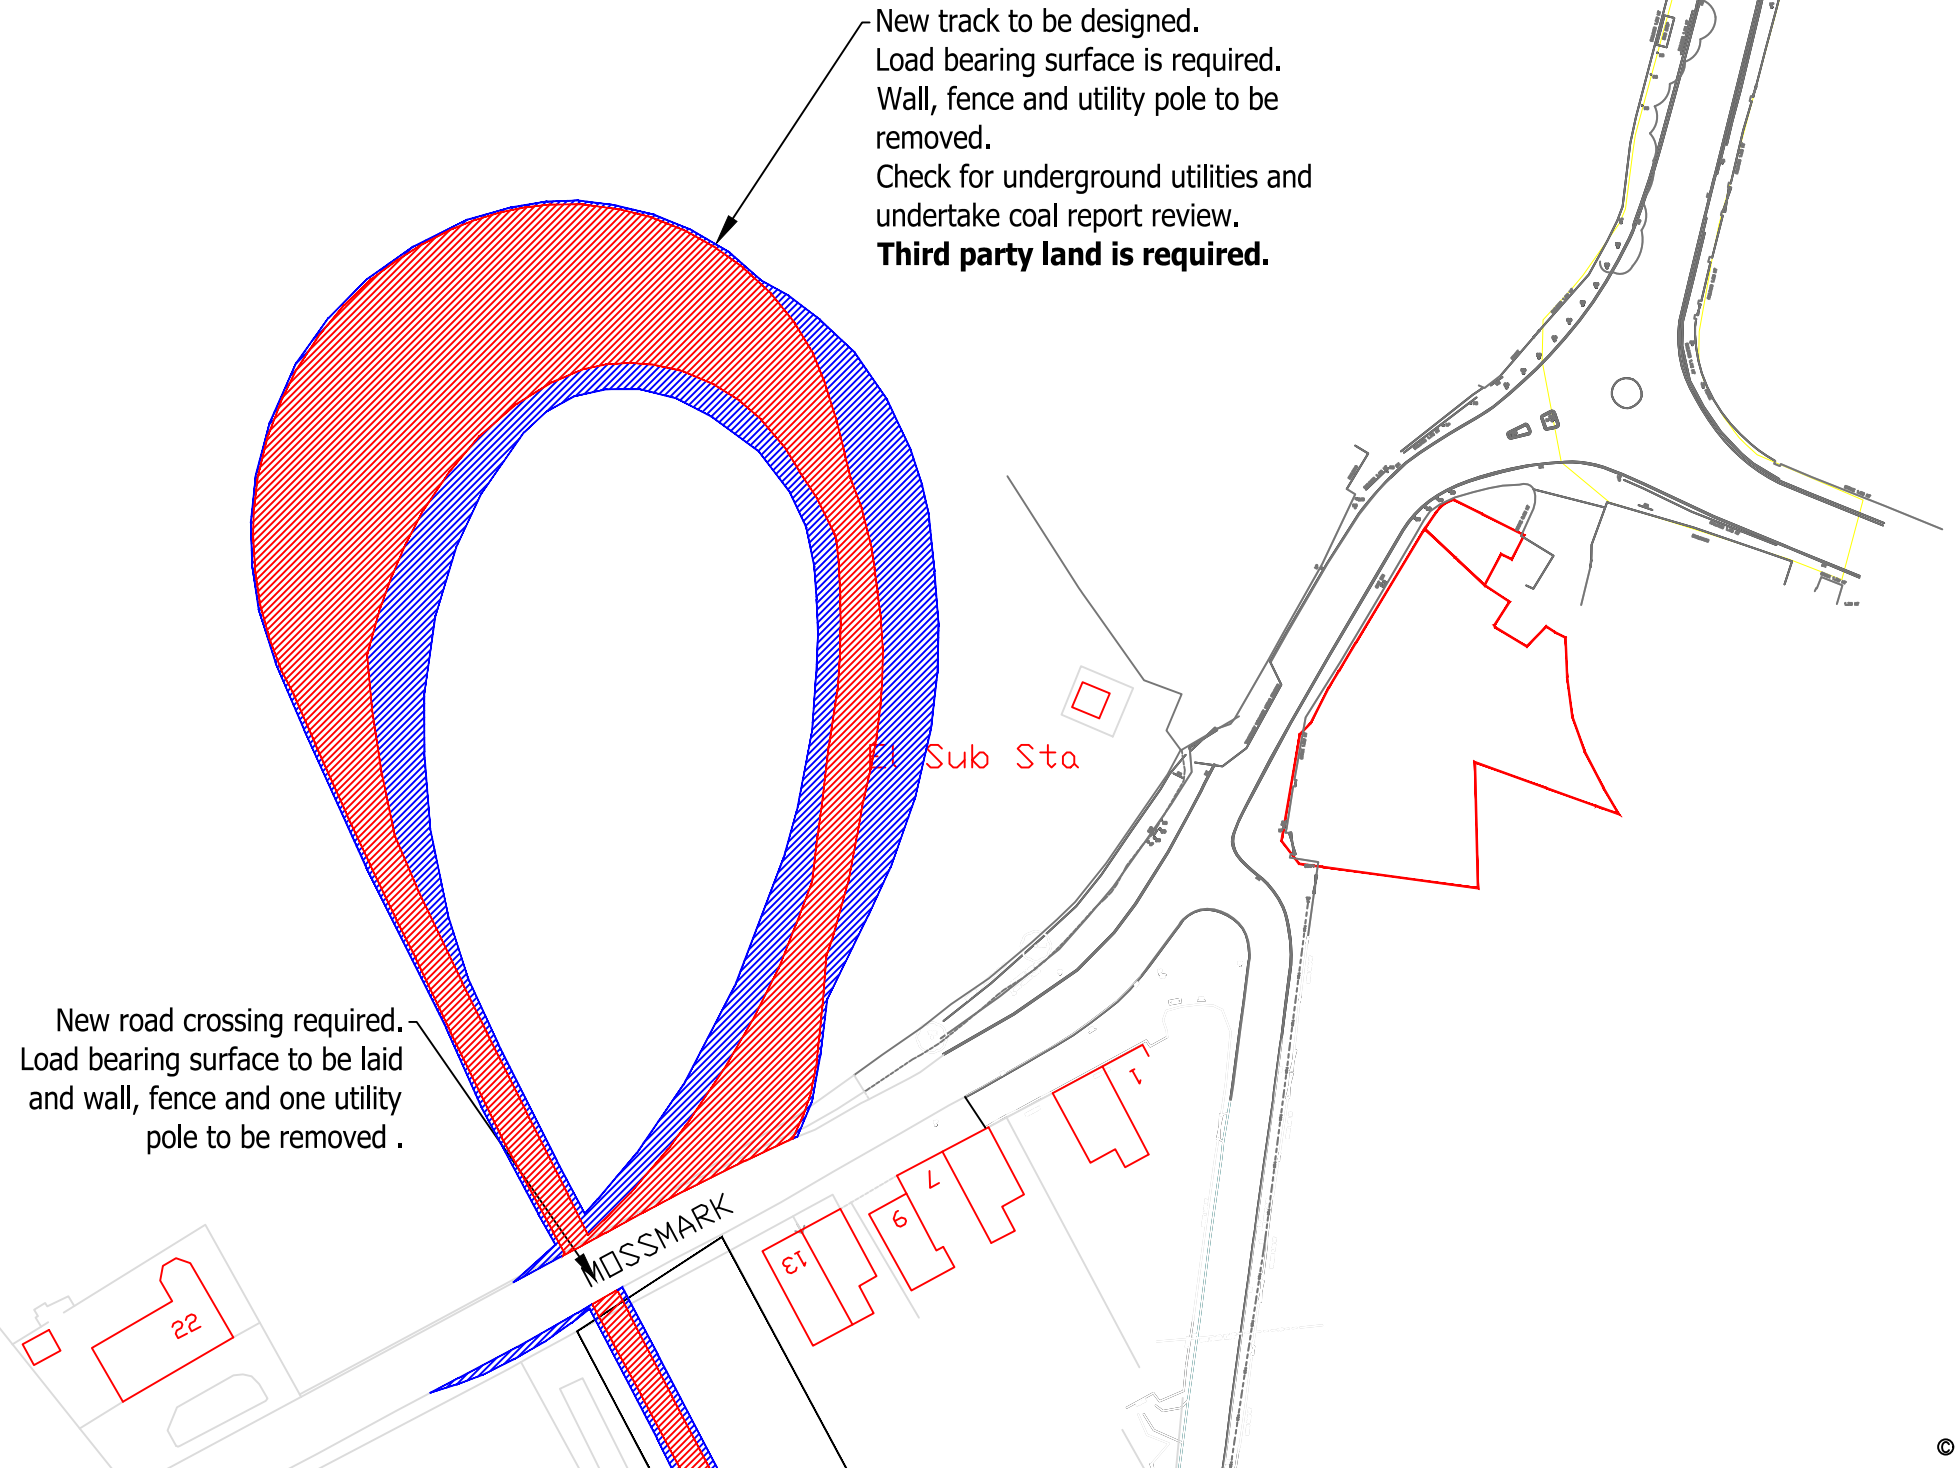 New track to be designed.
Load bearing surface is required.
Wall, fence and utility pole to be
removed.
Check for underground utilities and
undertake coal report review.
Third party land is required.
El Sub Sta
New road crossing required.
Load bearing surface to be laid
and wall, fence and one utility
pole to be removed .
MOSSMARK
1
7
9
13
22
©